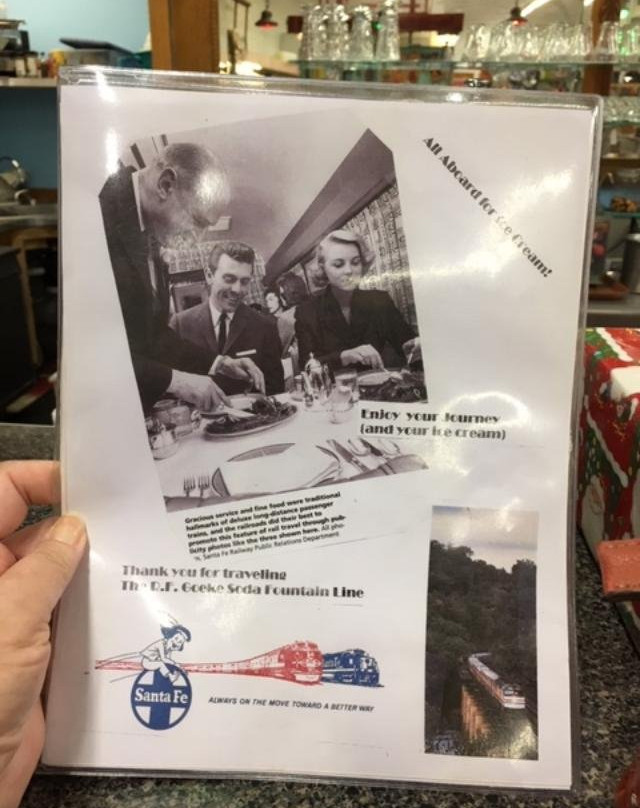 All Aboard for Ice Cream!
Enjoy your Journey
(and your ice cream)
Gracious service and fine food were traditional
hallmarks of deluxe long-distance passenger
trains, and the railroads did their best to
promote this feature of rail travel through pub-
licity photos like the three shown here. All pho-
Santa Fe Railway Public Relations Department
Thank you for traveling
The R.F. Goeke Soda Fountain Line
Santa Fe
ALWAYS ON THE MOVE TOWARD A BETTER WAY